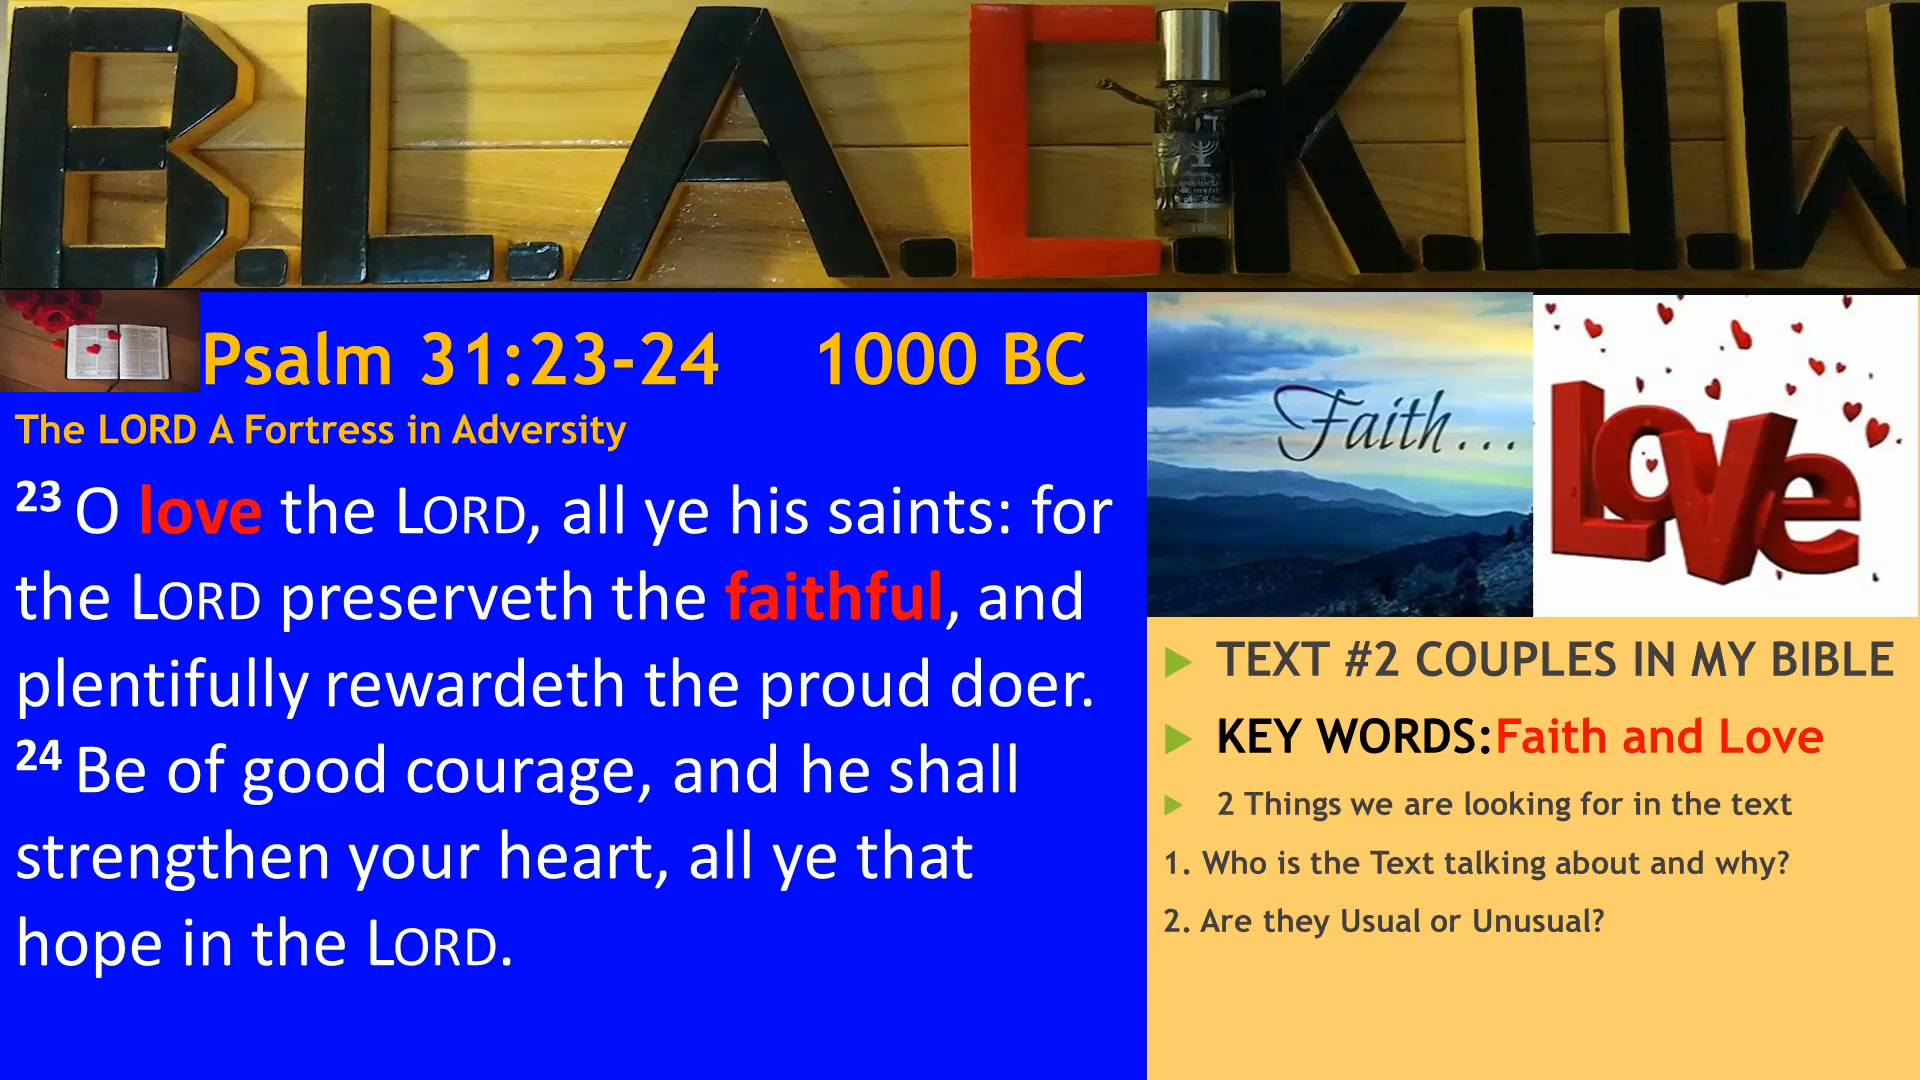 B.L.A.C.K.U.W
Psalm 31:23-24 1000 BC
The LORD A Fortress in Adversity
23 O love the LORD, all ye his saints: for
the LORD preserveth the faithful, and
plentifully rewardeth the proud doer.
24 Be of good courage, and he shall
strengthen your heart, all ye that
hope in the LORD.
Faith...
Love
TEXT #2 COUPLES IN MY BIBLE
KEY WORDS:Faith and Love
2 Things we are looking for in the text
1. Who is the Text talking about and why?
2. Are they Usual or Unusual?